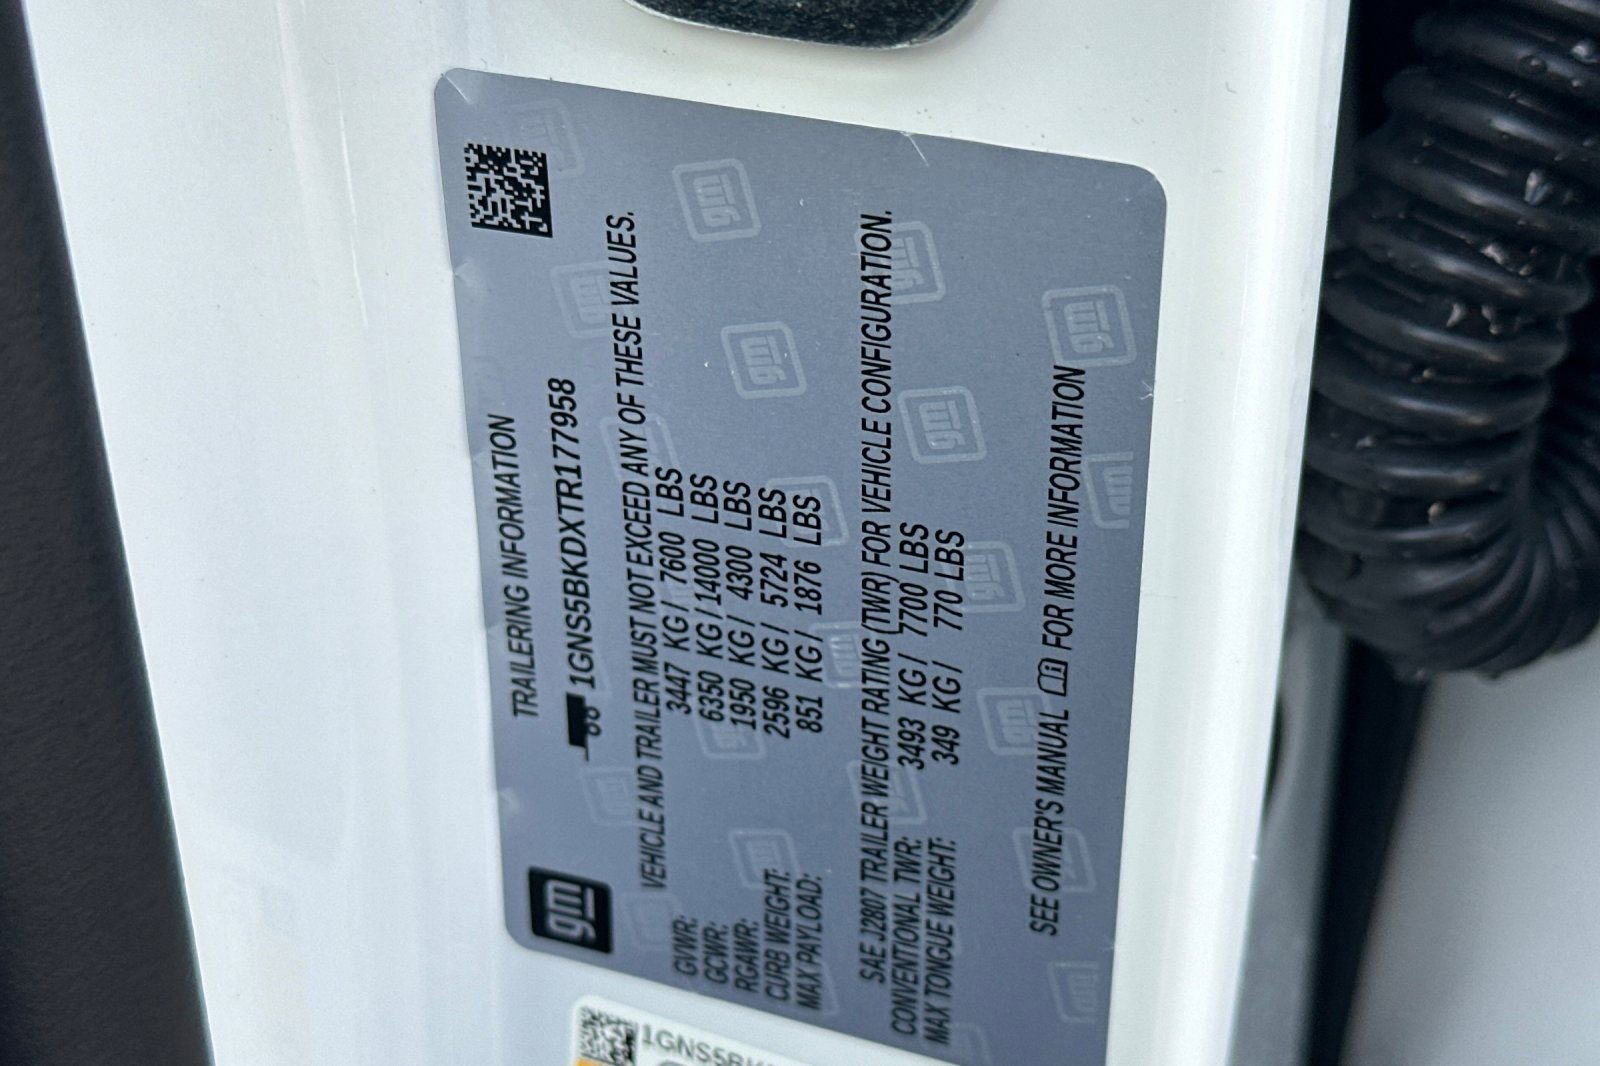 gm
TRAILERING INFORMATION
1GNS5BKDXTR177958
VEHICLE AND TRAILER MUST NOT EXCEED ANY OF THESE VALUES.
GVWR: 3447 KG / 7600 LBS
GCWR: 6350 KG / 14000 LBS
RGAWR: 1950 KG / 4300 LBS
CURB WEIGHT: 2596 KG / 5724 LBS
MAX PAYLOAD: 851 KG / 1876 LBS
SAE J2807 TRAILER WEIGHT RATING (TWR) FOR VEHICLE CONFIGURATION.
CONVENTIONAL TWR: 3493 KG / 7700 LBS
MAX TONGUE WEIGHT: 349 KG / 770 LBS
SEE OWNER'S MANUAL FOR MORE INFORMATION